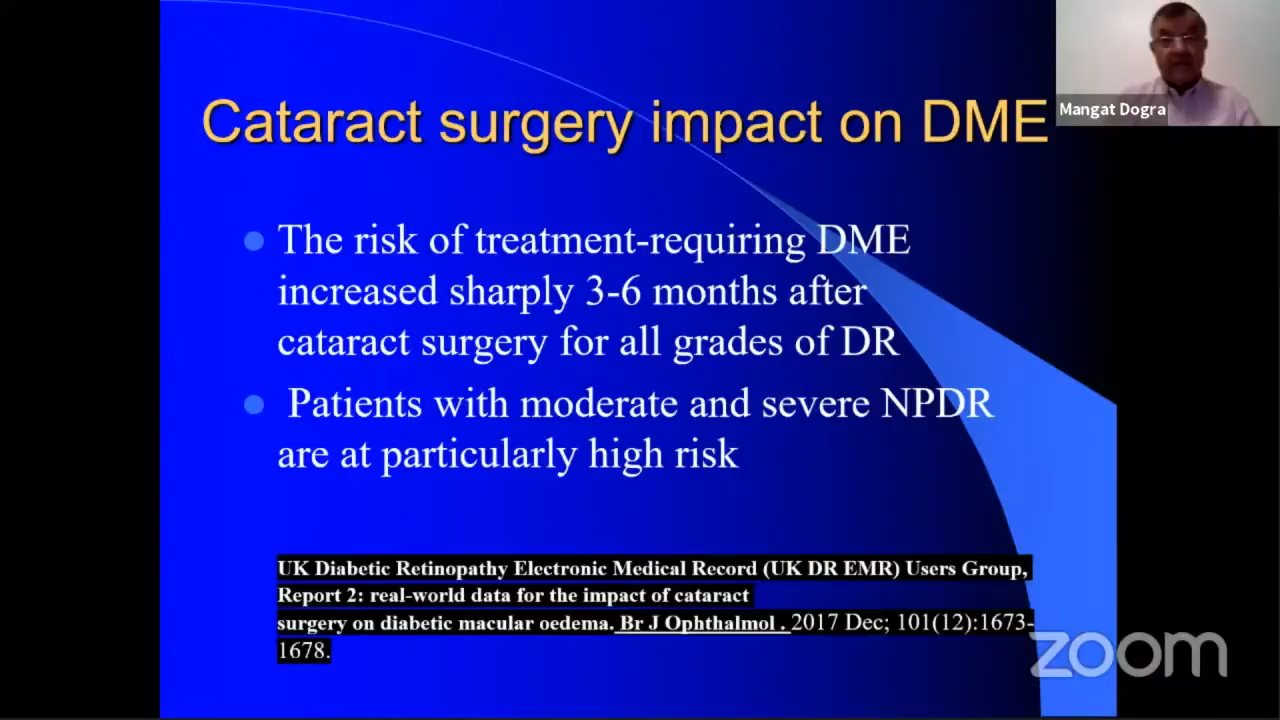 Cataract surgery impact on DME
Mangat Dogra
The risk of treatment-requiring DME
increased sharply 3-6 months after
cataract surgery for all grades of DR
Patients with moderate and severe NPDR
are at particularly high risk
UK Diabetic Retinopathy Electronic Medical Record (UK DR EMR) Users Group,
Report 2: real-world data for the impact of cataract
surgery on diabetic macular oedema. Br J Ophthalmol . 2017 Dec; 101(12):1673-
1678.
zoom